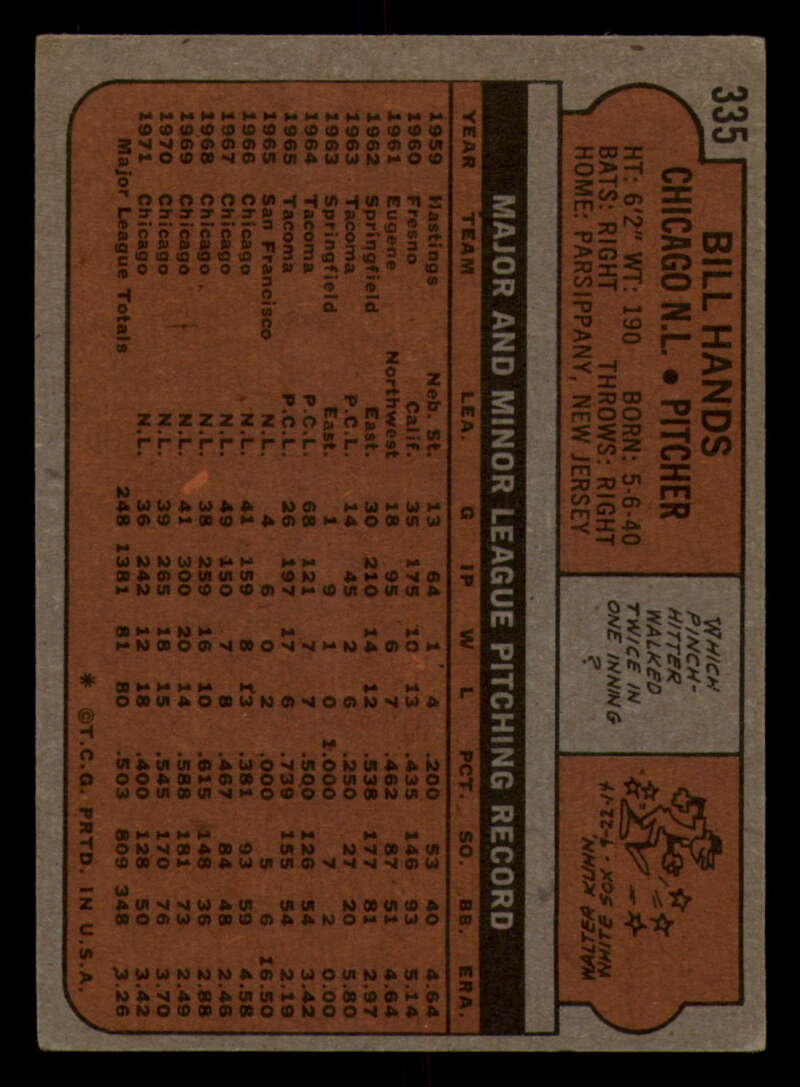 335
BILL HANDS
CHICAGO N.L. • PITCHER
HT: 6'2" WT: 190 BORN: 5-6-40
BATS: RIGHT THROWS: RIGHT
HOME: PARSIPPANY, NEW JERSEY
WHICH
PINCH-
HITTER
WALKED
TWICE IN
ONE INNING
?
WALTER KUHN
WHITE SOX • 9-22-14
MAJOR AND MINOR LEAGUE PITCHING RECORD
YEAR TEAM LEA. G IP W L PCT. SO. BB. ERA.
1959 Hastings Neb. St. 13 64 1 4 .200 53 40 4.64
1960 Fresno Calif. 35 175 10 13 .435 146 93 5.14
1961 Eugene Northwest 18 95 6 7 .462 87 51 4.64
1962 Springfield East. 30 210 14 12 .538 177 81 2.97
1963 Tacoma P.C.L. 14 45 2 6 .250 27 20 5.80
1963 Springfield East. 1 9 1 0 1.000 7 2 0.00
1964 Tacoma P.C.L. 68 121 7 7 .500 126 54 3.42
1965 Tacoma P.C.L. 26 197 17 6 .739 155 54 2.19
1965 San Francisco N.L. 4 6 0 2 .000 5 6 16.50
1966 Chicago N.L. 41 159 8 13 .381 93 59 4.58
1967 Chicago N.L. 49 150 7 8 .467 84 48 2.46
1968 Chicago N.L. 38 259 16 10 .615 148 36 2.88
1969 Chicago N.L. 41 300 20 14 .588 181 73 2.49
1970 Chicago N.L. 39 265 18 15 .545 170 76 3.70
1971 Chicago N.L. 36 242 12 18 .400 128 50 3.42
Major League Totals 248 1381 81 80 .503 809 348 3.26
* ©T.C.G. PRTD. IN U.S.A.